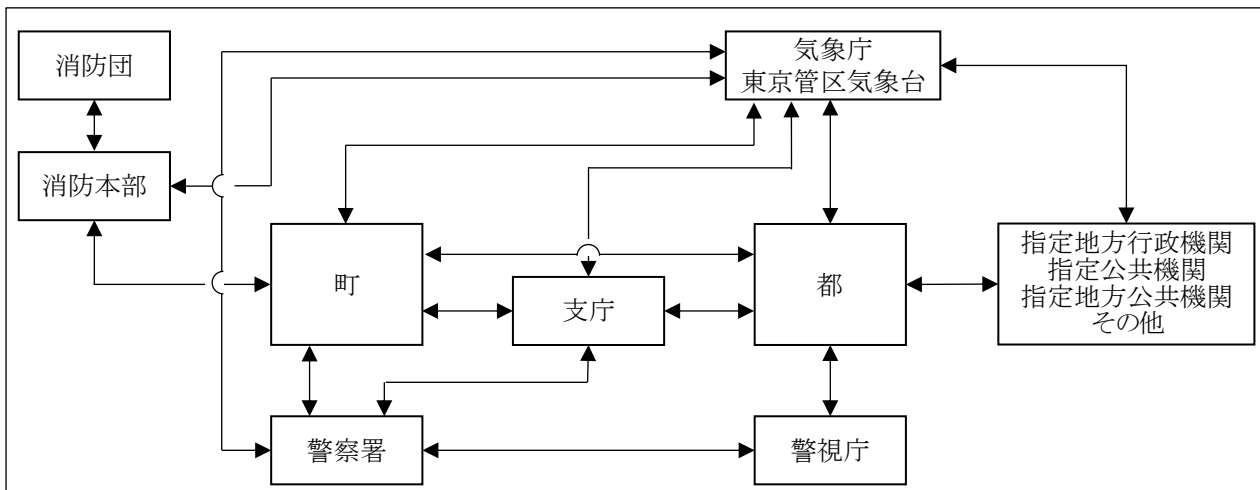 消防団
気象庁
東京管区気象台
消防本部
町
支庁
都
指定地方行政機関
指定公共機関
指定地方公共機関
その他
警察署
警視庁